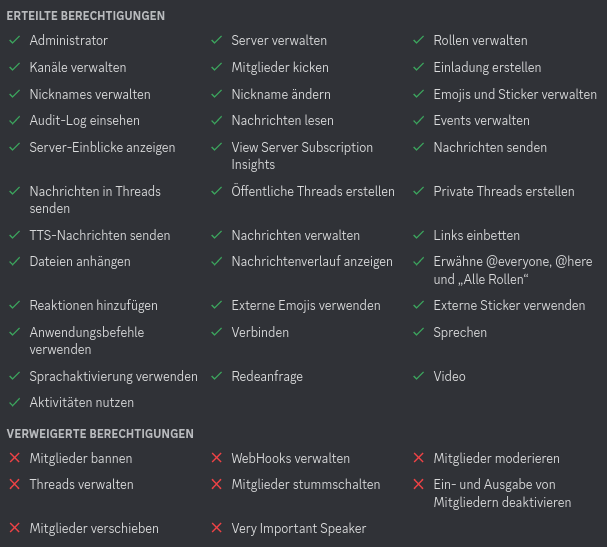 ERTEILTE BERECHTIGUNGEN
Administrator
Server verwalten
Rollen verwalten
Kanäle verwalten
Mitglieder kicken
Einladung erstellen
Nicknames verwalten
Nickname ändern
Emojis und Sticker verwalten
Audit-Log einsehen
Nachrichten lesen
Events verwalten
Server-Einblicke anzeigen
View Server Subscription
Insights
Nachrichten senden
Nachrichten in Threads
senden
Öffentliche Threads erstellen
Private Threads erstellen
TTS-Nachrichten senden
Nachrichten verwalten
Links einbetten
Dateien anhängen
Nachrichtenverlauf anzeigen
Erwähne @everyone, @here
und „Alle Rollen“
Reaktionen hinzufügen
Externe Emojis verwenden
Externe Sticker verwenden
Anwendungsbefehle
verwenden
Verbinden
Sprechen
Sprachaktivierung verwenden
Redeanfrage
Video
Aktivitäten nutzen
VERWEIGERTE BERECHTIGUNGEN
Mitglieder bannen
WebHooks verwalten
Mitglieder moderieren
Threads verwalten
Mitglieder stummschalten
Ein- und Ausgabe von
Mitgliedern deaktivieren
Mitglieder verschieben
Very Important Speaker